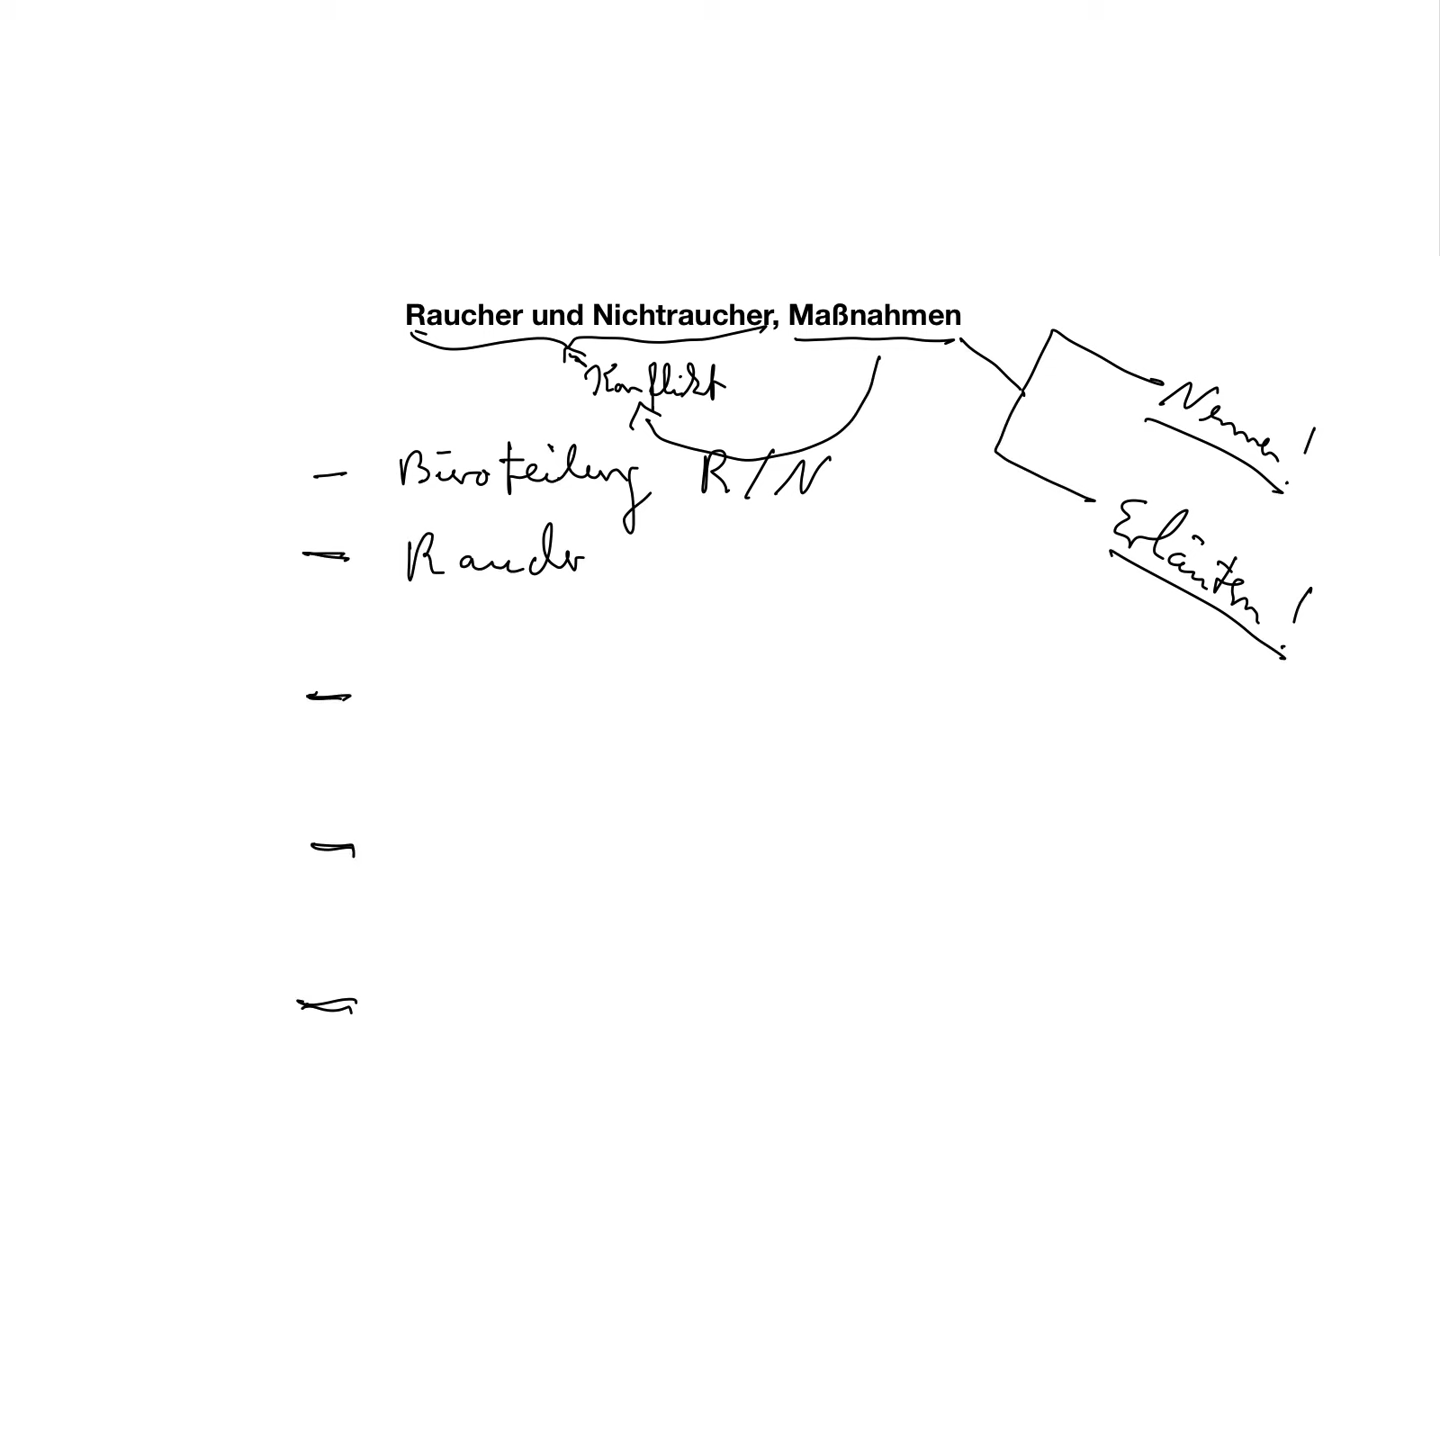 Raucher und Nichtraucher, Maßnahmen
Konflikt
Nennen!
Erläutern!
- Büroteilung R/N
- Raucher
-
-
-